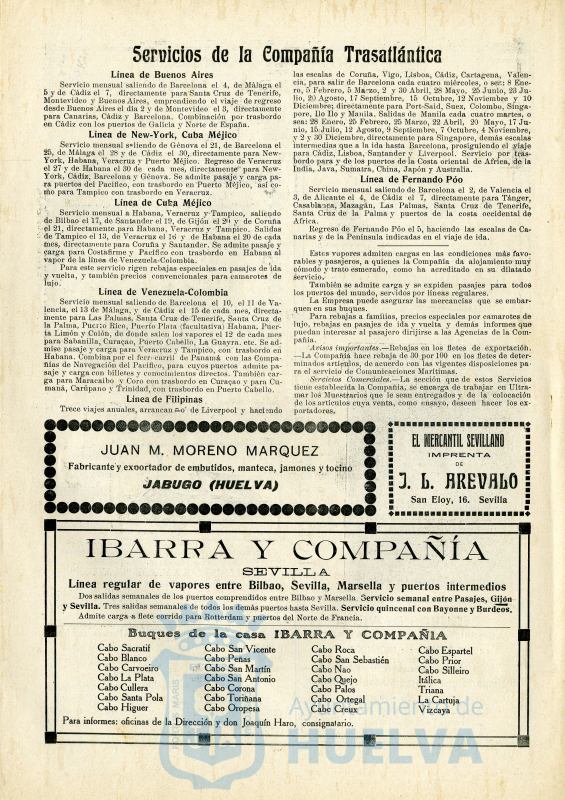 Servicios de la Compañía Trasatlántica
Línea de Buenos Aires
Servicio mensual saliendo de Barcelona el 4, de Málaga el
5 y de Cádiz el 7, directamente para Santa Cruz de Tenerife,
Montevideo y Buenos Aires, emprendiendo el viaje de regreso
desde Buenos Aires el día 2 y de Montevideo el 3, directamente
para Canarias, Cádiz y Barcelona. Combinación por trasbordo
en Cádiz con los puertos de Galicia y Norte de España.
Línea de New-York, Cuba Méjico
Servicio mensual saliendo de Génova el 21, de Barcelona el
25, de Málaga el 28 y de Cádiz el 30, directamente para New-
York, Habana, Veracruz y Puerto Méjico. Regreso de Veracruz
el 27 y de Habana el 30 de cada mes, directamente para New-
York, Cádiz, Barcelona y Génova. Se admite pasaje y carga pa-
ra puertos del Pacífico, con trasbordo en Puerto Méjico, así co-
mo para Tampico con trasbordo en Veracruz.
Línea de Cuba Méjico
Servicio mensual a Habana, Veracruz y Tampico, saliendo
de Bilbao el 17, de Santander el 19, de Gijón el 20 y de Coruña
el 21, directamente para Habana, Veracruz y Tampico. Salidas
de Tampico el 13, de Veracruz el 16 y de Habana el 20 de cada
mes, directamente para Coruña y Santander. Se admite pasaje y
carga para Costafirme y Pacífico con trasbordo en Habana al
vapor de la línea de Venezuela-Colombia.
Para este servicio rigen rebajas especiales en pasajes de ida
y vuelta, y también precios convencionales para camarotes de
lujo.
Línea de Venezuela-Colombia
Servicio mensual saliendo de Barcelona el 10, el 11 de Va-
lencia, el 13 de Málaga, y de Cádiz el 15 de cada mes, directa-
mente para Las Palmas, Santa Cruz de Tenerife, Santa Cruz de
la Palma, Puerto Rico, Puerto Plata (facultativa) Habana, Puer-
ta Limón y Colón, de donde salen los vapores el 12 de cada mes
para Sabanilla, Curaçao, Puerto Cabello, La Guayra, etc. Se ad-
mise pasaje y carga para Veracruz y Tampico, con trasbordo en
Habana. Combina por el ferrocarril de Panamá con las Compa-
ñías de Navegación del Pacífico, para cuyos puertos admite pa-
saje y carga con billetes y conocimientos directos. También car-
ga para Maracaibo y Coro con trasbordo en Curaçao y para Cu-
maná, Carúpano y Trinidad, con trasbordo en Puerto Cabello.
Línea de Filipinas
Trece viajes anuales, arrancando de Liverpool y haciendo
las escalas de Coruña, Vigo, Lisboa, Cádiz, Cartagena, Valen-
cia, para salir de Barcelona cada cuatro miércoles, o sea: 8 Ene-
ro, 5 Febrero, 5 Marzo, 2 y 30 Abril, 28 Mayo, 25 Junio, 23 Ju-
lio, 20 Agosto, 17 Septiembre, 15 Octubre, 12 Noviembre y 10
Diciembre; directamente para Port-Said, Suez, Colombo, Singa-
pore, Ilo Ilo y Manila. Salidas de Manila cada cuatro martes, o
sea: 28 Enero, 25 Febrero, 25 Marzo, 22 Abril, 20 Mayo, 17 Ju-
nio, 15 Julio, 12 Agosto, 9 Septiembre, 7 Octubre, 4 Noviembre,
y 2 y 30 Diciembre, directamente para Singapore, demás escalas
intermedias que a la ida hasta Barcelona, prosiguiendo el viaje
para Cádiz, Lisboa, Santander y Liverpool. Servicio por tras-
bordo para y de los puertos de la Costa oriental de Africa, de la
India, Java, Sumatra, China, Japón y Australia.
Línea de Fernando Póo
Servicio mensual saliendo de Barcelona el 2, de Valencia el
3, de Alicante el 4, de Cádiz el 7, directamente para Tánger,
Casablanca, Mazagán, Las Palmas, Santa Cruz de Tenerife,
Santa Cruz de la Palma y puertos de la costa occidental de
Africa.
Regreso de Fernando Póo el 5, haciendo las escalas de Ca-
narias y de la Península indicadas en el viaje de ida.
Estos vapores admiten cargas en las condiciones más favo-
rables y pasajeros, a quienes la Compañía da alojamiento muy
cómodo y trato esmerado, como ha acreditado en su dilatado
servicio.
También se admite carga y se expiden pasajes para todos
los puertos del mundo, servidos por líneas regulares.
La Empresa puede asegurar las mercancías que se embar-
quen en sus buques.
Para rebajas a familias, precios especiales por camarotes de
lujo, rebajas en pasajes de ida y vuelta y demás informes que
puedan interesar al pasajero dirigirse a las Agencias de la Com-
pañía.
Avisos importantes.—Rebajas en los fletes de exportación.
—La Compañía hace rebaja de 30 por 100 en los fletes de deter-
minados artículos, de acuerdo con las vigentes disposiciones pa-
ra el servicio de Comunicaciones Marítimas.
Servicios Comerciales.—La sección que de estos Servicios
tiene establecida la Compañía, se encarga de trabajar en Ultra-
mar los Muestrarios que le sean entregados y de la colocación
de los artículos cuya venta, como ensayo, deseen hacer los ex-
portadores.
JUAN M. MORENO MARQUEZ
Fabricante y exportador de embutidos, manteca, jamones y tocino
JABUGO (HUELVA)
EL MERCANTIL SEVILLANO
IMPRENTA
DE
J. L. AREVALO
San Eloy, 16. Sevilla
IBARRA Y COMPAÑÍA
SEVILLA
Línea regular de vapores entre Bilbao, Sevilla, Marsella y puertos intermedios
Dos salidas semanales de los puertos comprendidos entre Bilbao y Marsella. Servicio semanal entre Pasajes, Gijón
y Sevilla. Tres salidas semanales de todos los demás puertos hasta Sevilla. Servicio quincenal con Bayonne y Burdeos.
Admite carga a flete corrido para Rotterdam y puertos del Norte de Francia.
Buques de la casa IBARRA Y COMPAÑIA
Cabo Sacratif
Cabo Blanco
Cabo Carvoeiro
Cabo La Plata
Cabo Cullera
Cabo Santa Pola
Cabo Higuer
Cabo San Vicente
Cabo Peñas
Cabo San Martín
Cabo San Antonio
Cabo Corona
Cabo Toriñana
Cabo Oropesa
Cabo Roca
Cabo San Sebastién
Cabo Nao
Cabo Quejo
Cabo Palos
Cabo Ortegal
Cabo Creux
Cabo Espartel
Cabo Prior
Cabo Silleiro
Itálica
Triana
La Cartuja
Vizcaya
Para informes: oficinas de la Dirección y don Joaquín Haro, consignatario.
Ayuntamiento de
HUELVA